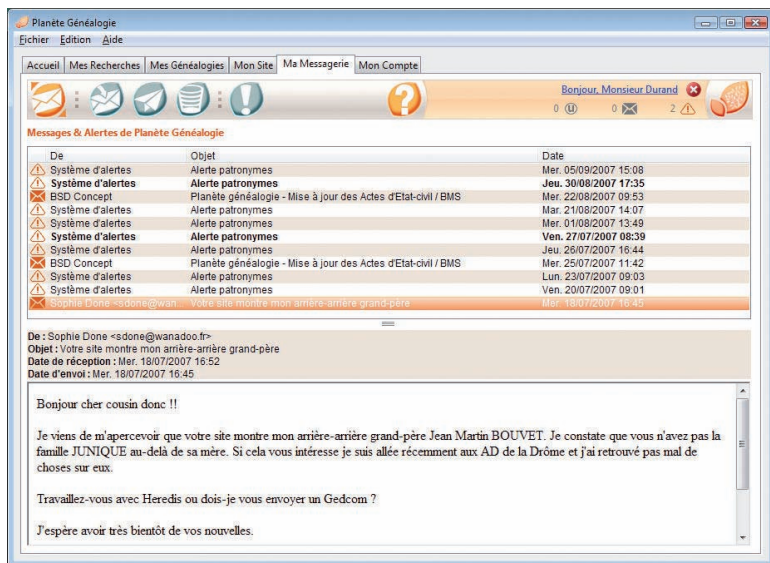 Planète Généalogie
Fichier Edition Aide
Accueil Mes Recherches Mes Généalogies Mon Site Ma Messagerie Mon Compte
Bonjour, Monsieur Durand
0 0 2
Messages & Alertes de Planète Généalogie
De Objet Date
Système d'alertes Alerte patronymes Mer. 05/09/2007 15:08
Système d'alertes Alerte patronymes Jeu. 30/08/2007 17:35
BSD Concept Planète généalogie - Mise à jour des Actes d'Etat-civil / BMS Mer. 22/08/2007 09:53
Système d'alertes Alerte patronymes Mar. 21/08/2007 14:07
Système d'alertes Alerte patronymes Mer. 01/08/2007 13:49
Système d'alertes Alerte patronymes Ven. 27/07/2007 08:39
Système d'alertes Alerte patronymes Jeu. 26/07/2007 16:44
BSD Concept Planète généalogie - Mise à jour des Actes d'Etat-civil / BMS Mer. 25/07/2007 11:42
Système d'alertes Alerte patronymes Lun. 23/07/2007 09:03
Système d'alertes Alerte patronymes Ven. 20/07/2007 09:01
Sophie Done <sdone@wan... Votre site montre mon arrière-arrière grand-père Mer. 18/07/2007 16:45
De : Sophie Done <sdone@wanadoo.fr>
Objet : Votre site montre mon arrière-arrière grand-père
Date de réception : Mer. 18/07/2007 16:52
Date d'envoi : Mer. 18/07/2007 16:45
Bonjour cher cousin donc !!
Je viens de m'apercevoir que votre site montre mon arrière-arrière grand-père Jean Martin BOUVET. Je constate que vous n'avez pas la
famille JUNIQUE au-delà de sa mère. Si cela vous intéresse je suis allée récemment aux AD de la Drôme et j'ai retrouvé pas mal de
choses sur eux.
Travaillez-vous avec Heredis ou dois-je vous envoyer un Gedcom ?
J'espère avoir très bientôt de vos nouvelles.